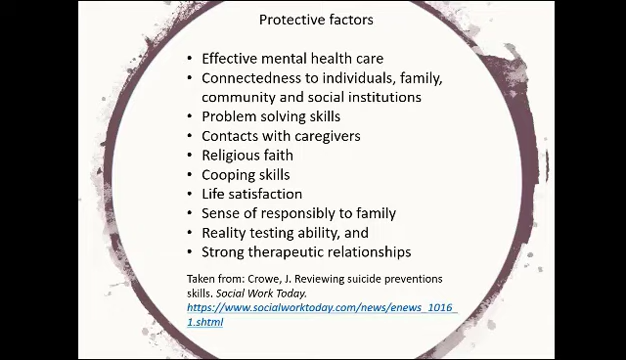 Protective factors
• Effective mental health care
• Connectedness to individuals, family,
community and social institutions
• Problem solving skills
• Contacts with caregivers
• Religious faith
• Cooping skills
• Life satisfaction
• Sense of responsibly to family
• Reality testing ability, and
• Strong therapeutic relationships
Taken from: Crowe, J. Reviewing suicide preventions
skills. Social Work Today.
https://www.socialworktoday.com/news/enews_1016_
1.shtml